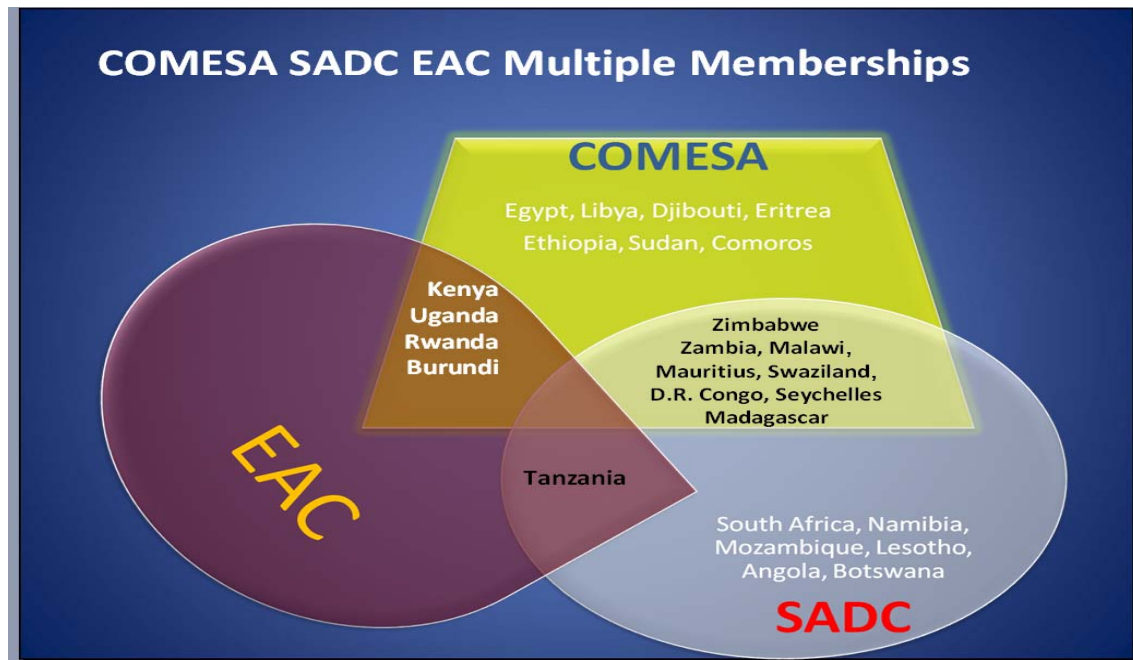 COMESA SADC EAC Multiple Memberships
COMESA
Egypt, Libya, Djibouti, Eritrea
Ethiopia, Sudan, Comoros
Kenya
Uganda
Rwanda
Burundi
Zimbabwe
Zambia, Malawi,
Mauritius, Swaziland,
D.R. Congo, Seychelles
Madagascar
EAC
Tanzania
South Africa, Namibia,
Mozambique, Lesotho,
Angola, Botswana
SADC